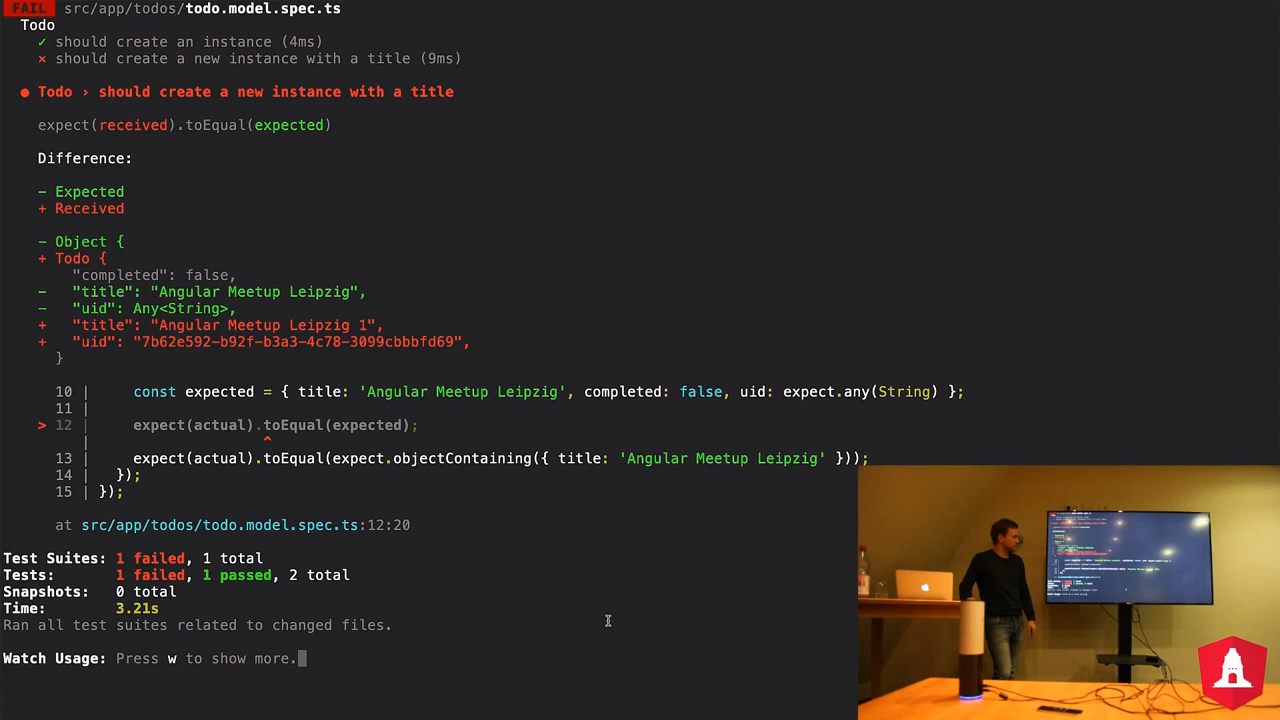 FAIL src/app/todos/todo.model.spec.ts
Todo
✓ should create an instance (4ms)
× should create a new instance with a title (9ms)
● Todo › should create a new instance with a title
expect(received).toEqual(expected)
Difference:
- Expected
+ Received
- Object {
+ Todo {
"completed": false,
- "title": "Angular Meetup Leipzig",
- "uid": Any<String>,
+ "title": "Angular Meetup Leipzig 1",
+ "uid": "7b62e592-b92f-b3a3-4c78-3099cbbbfd69",
}
10 | const expected = { title: 'Angular Meetup Leipzig', completed: false, uid: expect.any(String) };
11 |
> 12 | expect(actual).toEqual(expected);
| ^
13 | expect(actual).toEqual(expect.objectContaining({ title: 'Angular Meetup Leipzig' }));
14 | });
15 | });
at src/app/todos/todo.model.spec.ts:12:20
Test Suites: 1 failed, 1 total
Tests: 1 failed, 1 passed, 2 total
Snapshots: 0 total
Time: 3.21s
Ran all test suites related to changed files.
Watch Usage: Press w to show more.